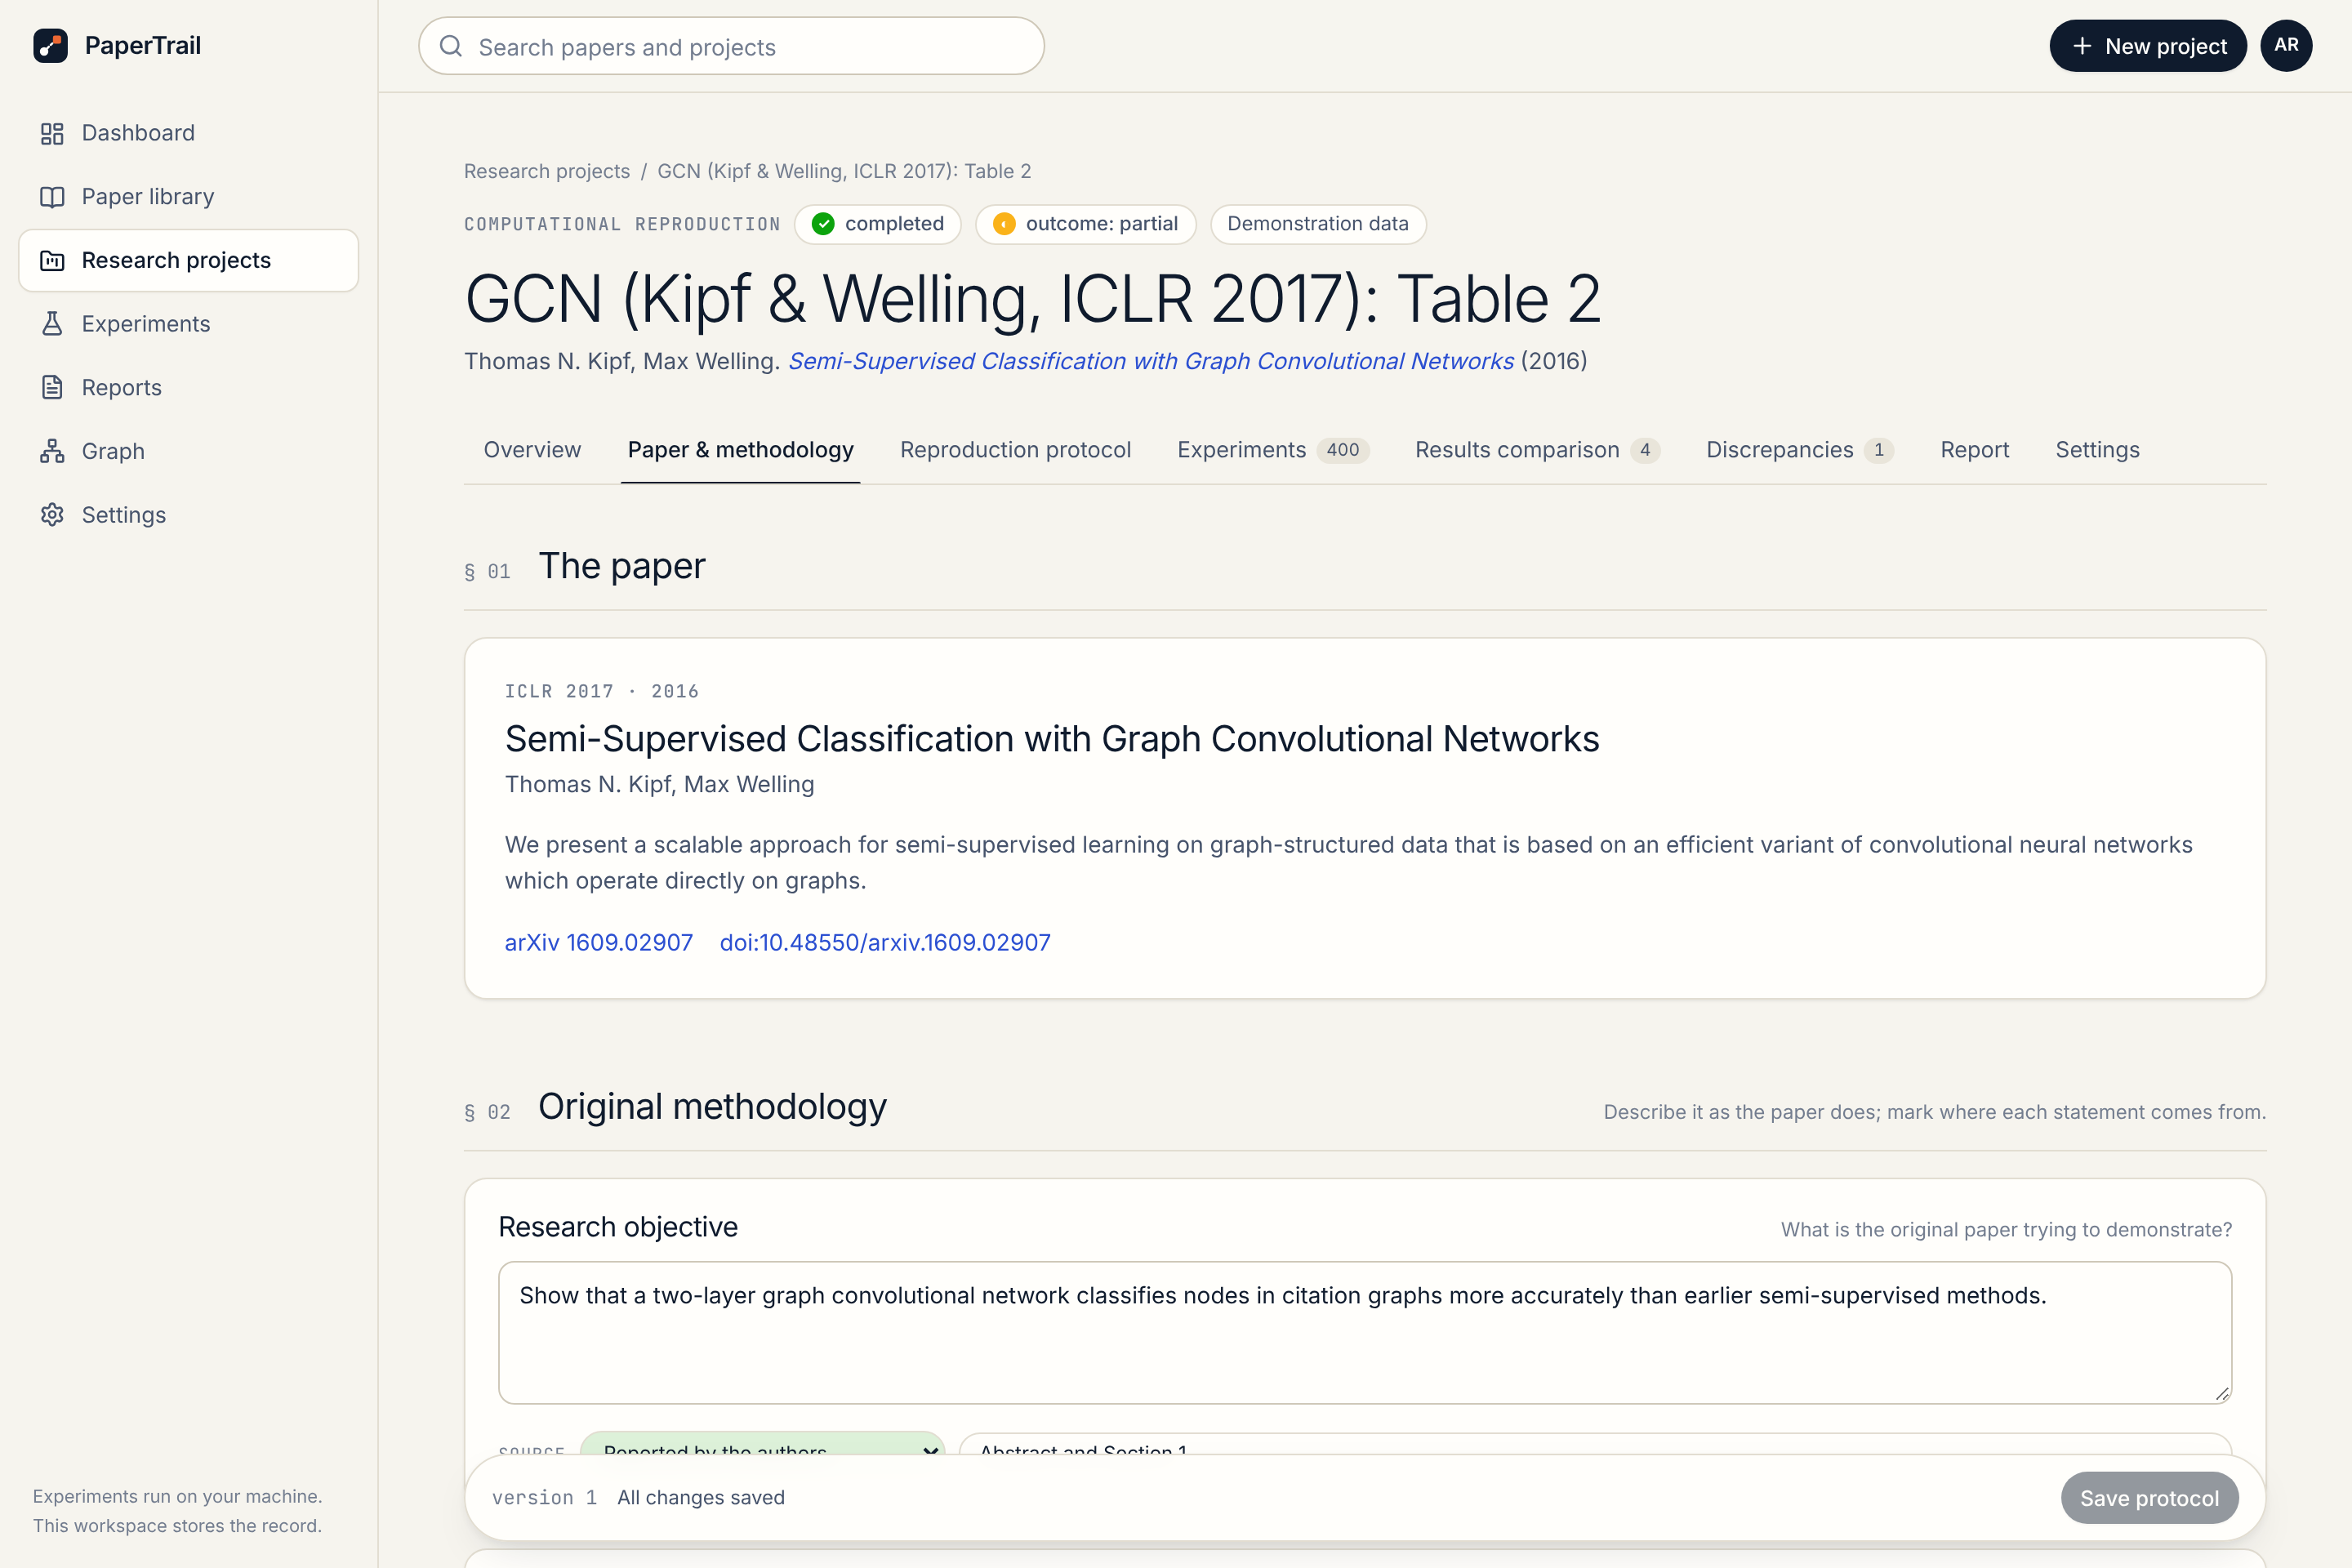 PaperTrail
Search papers and projects
New project
AR
Dashboard
Paper library
Research projects
Experiments
Reports
Graph
Settings
Research projects / GCN (Kipf & Welling, ICLR 2017): Table 2
COMPUTATIONAL REPRODUCTION
completed
outcome: partial
Demonstration data
GCN (Kipf & Welling, ICLR 2017): Table 2
Thomas N. Kipf, Max Welling. Semi-Supervised Classification with Graph Convolutional Networks (2016)
Overview
Paper & methodology
Reproduction protocol
Experiments 400
Results comparison 4
Discrepancies 1
Report
Settings
§ 01 The paper
ICLR 2017 · 2016
Semi-Supervised Classification with Graph Convolutional Networks
Thomas N. Kipf, Max Welling
We present a scalable approach for semi-supervised learning on graph-structured data that is based on an efficient variant of convolutional neural networks
which operate directly on graphs.
arXiv 1609.02907 doi:10.48550/arxiv.1609.02907
§ 02 Original methodology
Describe it as the paper does; mark where each statement comes from.
Research objective
What is the original paper trying to demonstrate?
Show that a two-layer graph convolutional network classifies nodes in citation graphs more accurately than earlier semi-supervised methods.
SOURCE
Reported by the authors
Abstract and Section 1
version 1
All changes saved
Save protocol
Experiments run on your machine.
This workspace stores the record.